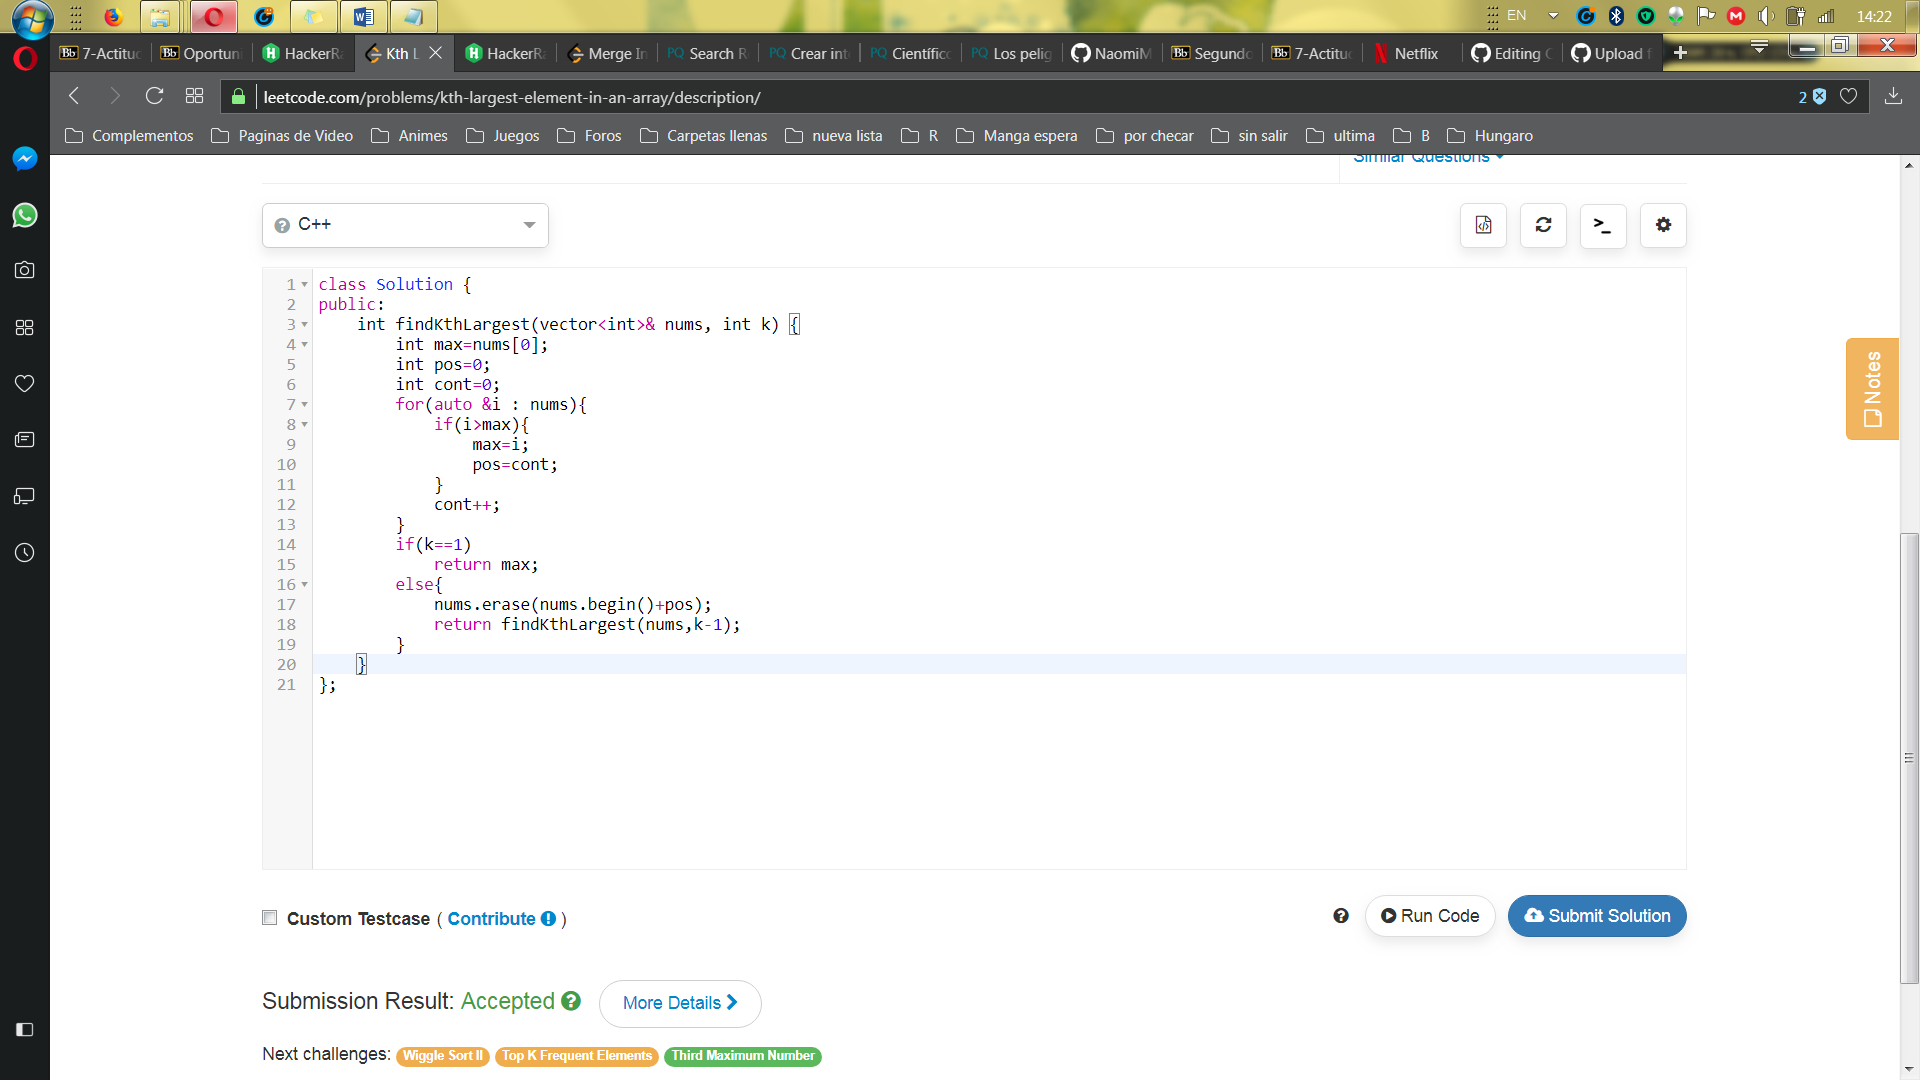 EN 14:22
7-Actituc Oportuni HackerRa Kth L HackerRa Merge In Search R Crear int Científico Los pelig NaomiM Segundo 7-Actituc Netflix Editing Upload f
leetcode.com/problems/kth-largest-element-in-an-array/description/ 2
Complementos Paginas de Video Animes Juegos Foros Carpetas llenas nueva lista R Manga espera por checar sin salir ultima B Hungaro
Similar Questions
C++
1 class Solution {
2 public:
3 int findKthLargest(vector<int>& nums, int k) {
4 int max=nums[0];
5 int pos=0;
6 int cont=0;
7 for(auto &i : nums){
8 if(i>max){
9 max=i;
10 pos=cont;
11 }
12 cont++;
13 }
14 if(k==1)
15 return max;
16 else{
17 nums.erase(nums.begin()+pos);
18 return findKthLargest(nums,k-1);
19 }
20 }
21 };
Notes
Custom Testcase ( Contribute )
Run Code Submit Solution
Submission Result: Accepted More Details
Next challenges: Wiggle Sort II Top K Frequent Elements Third Maximum Number